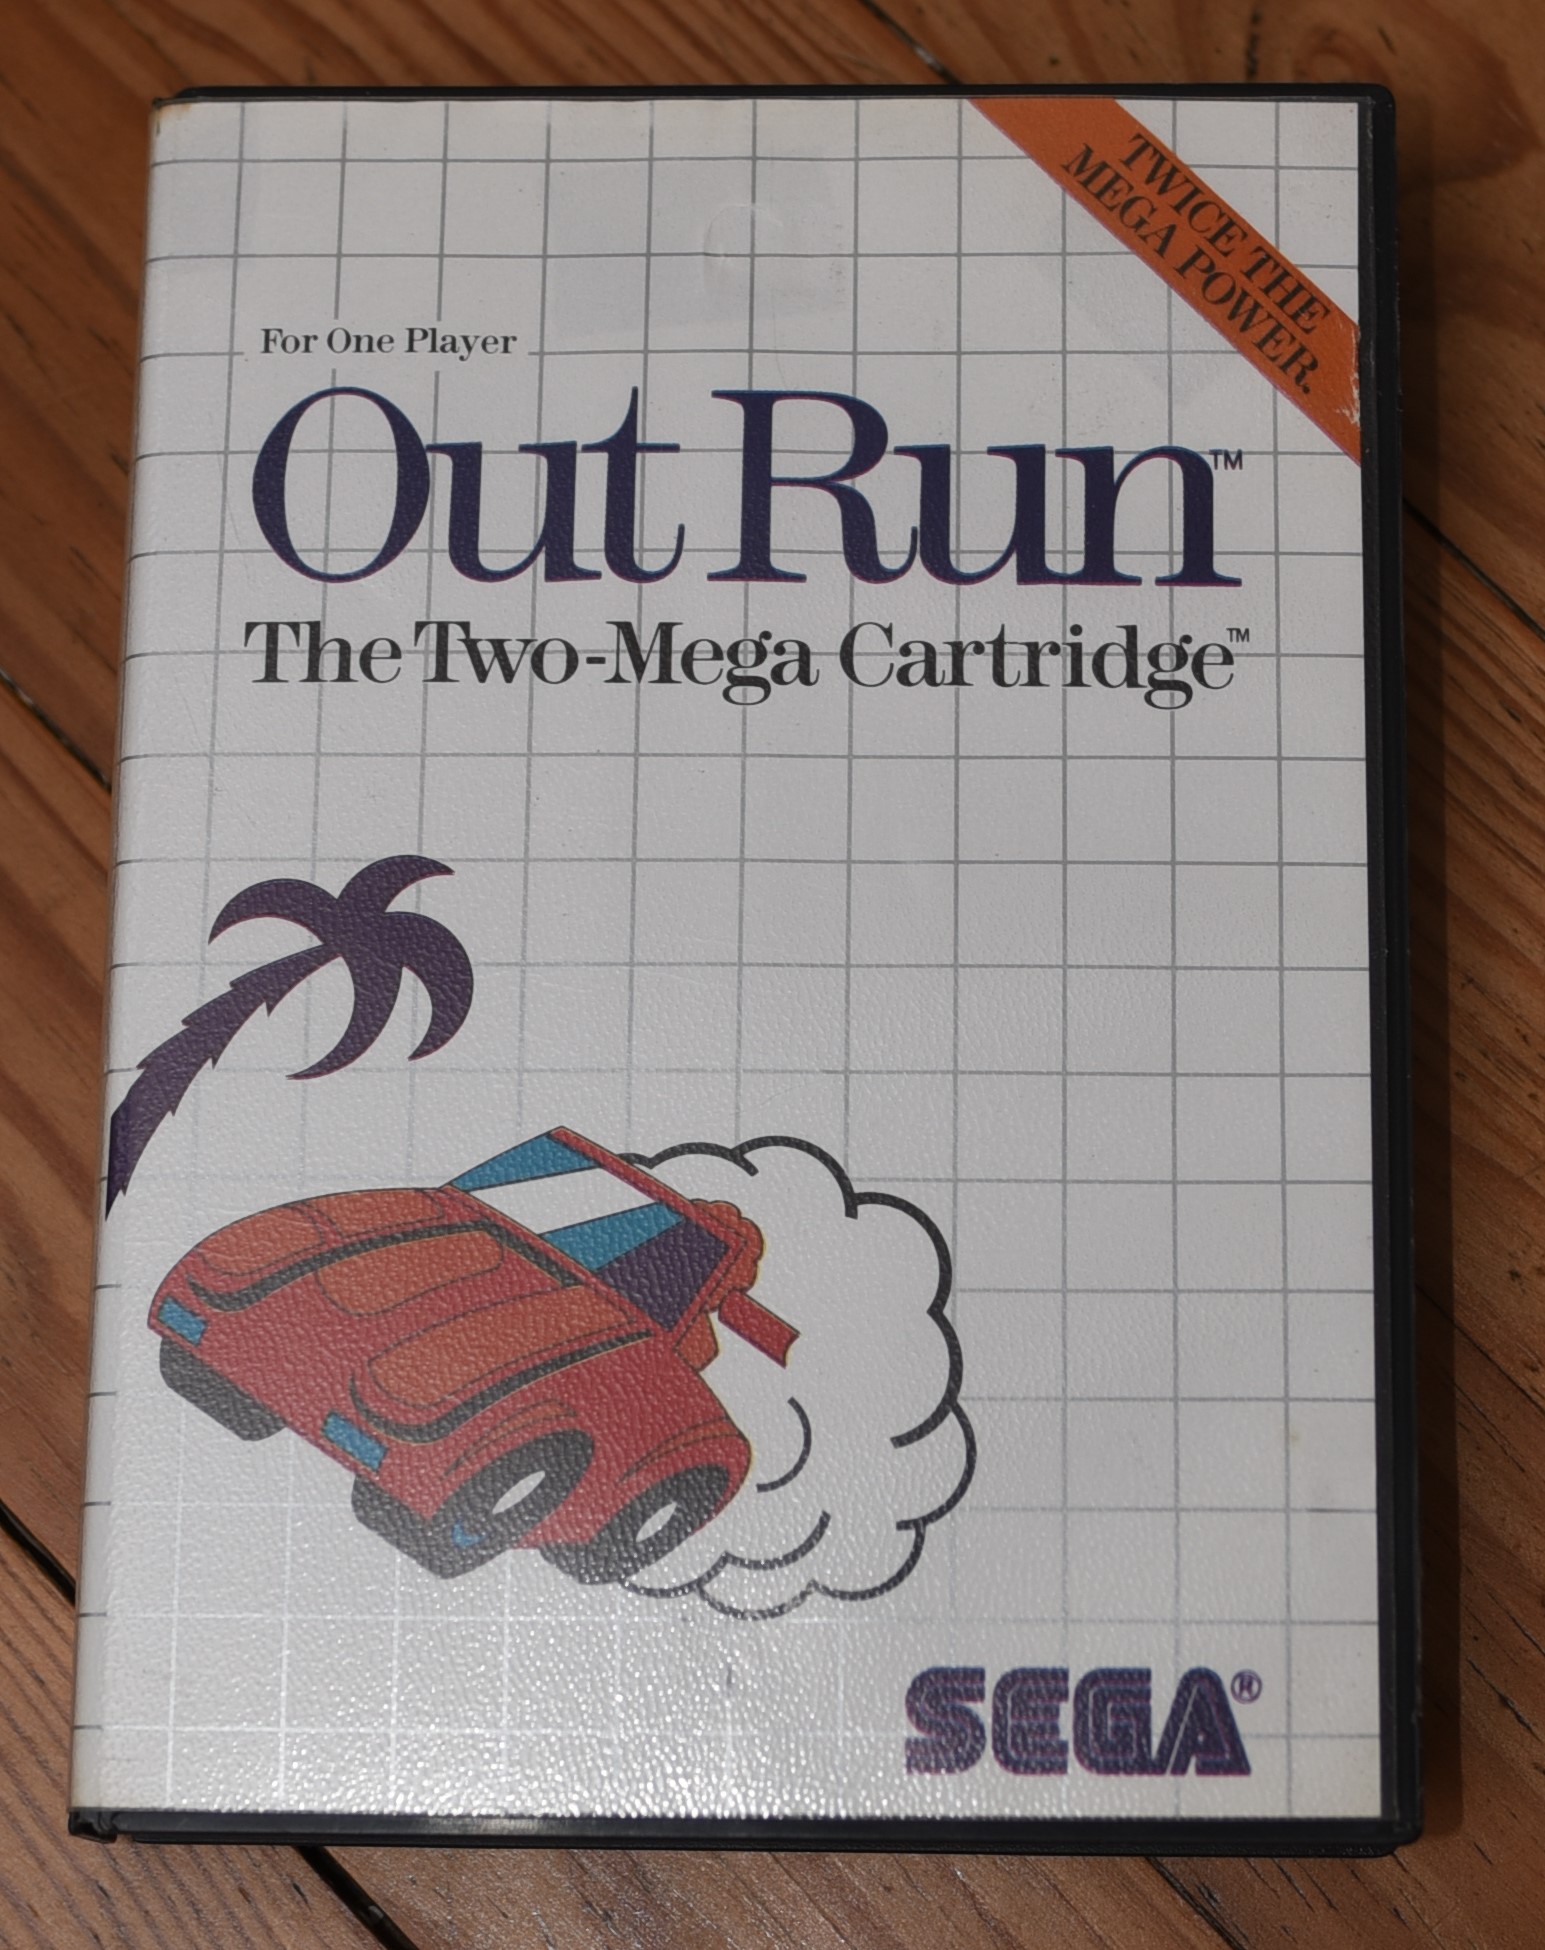 TWICE THE
MEGA POWER.
For One Player
Out Run™
The Two-Mega Cartridge™
SEGA®